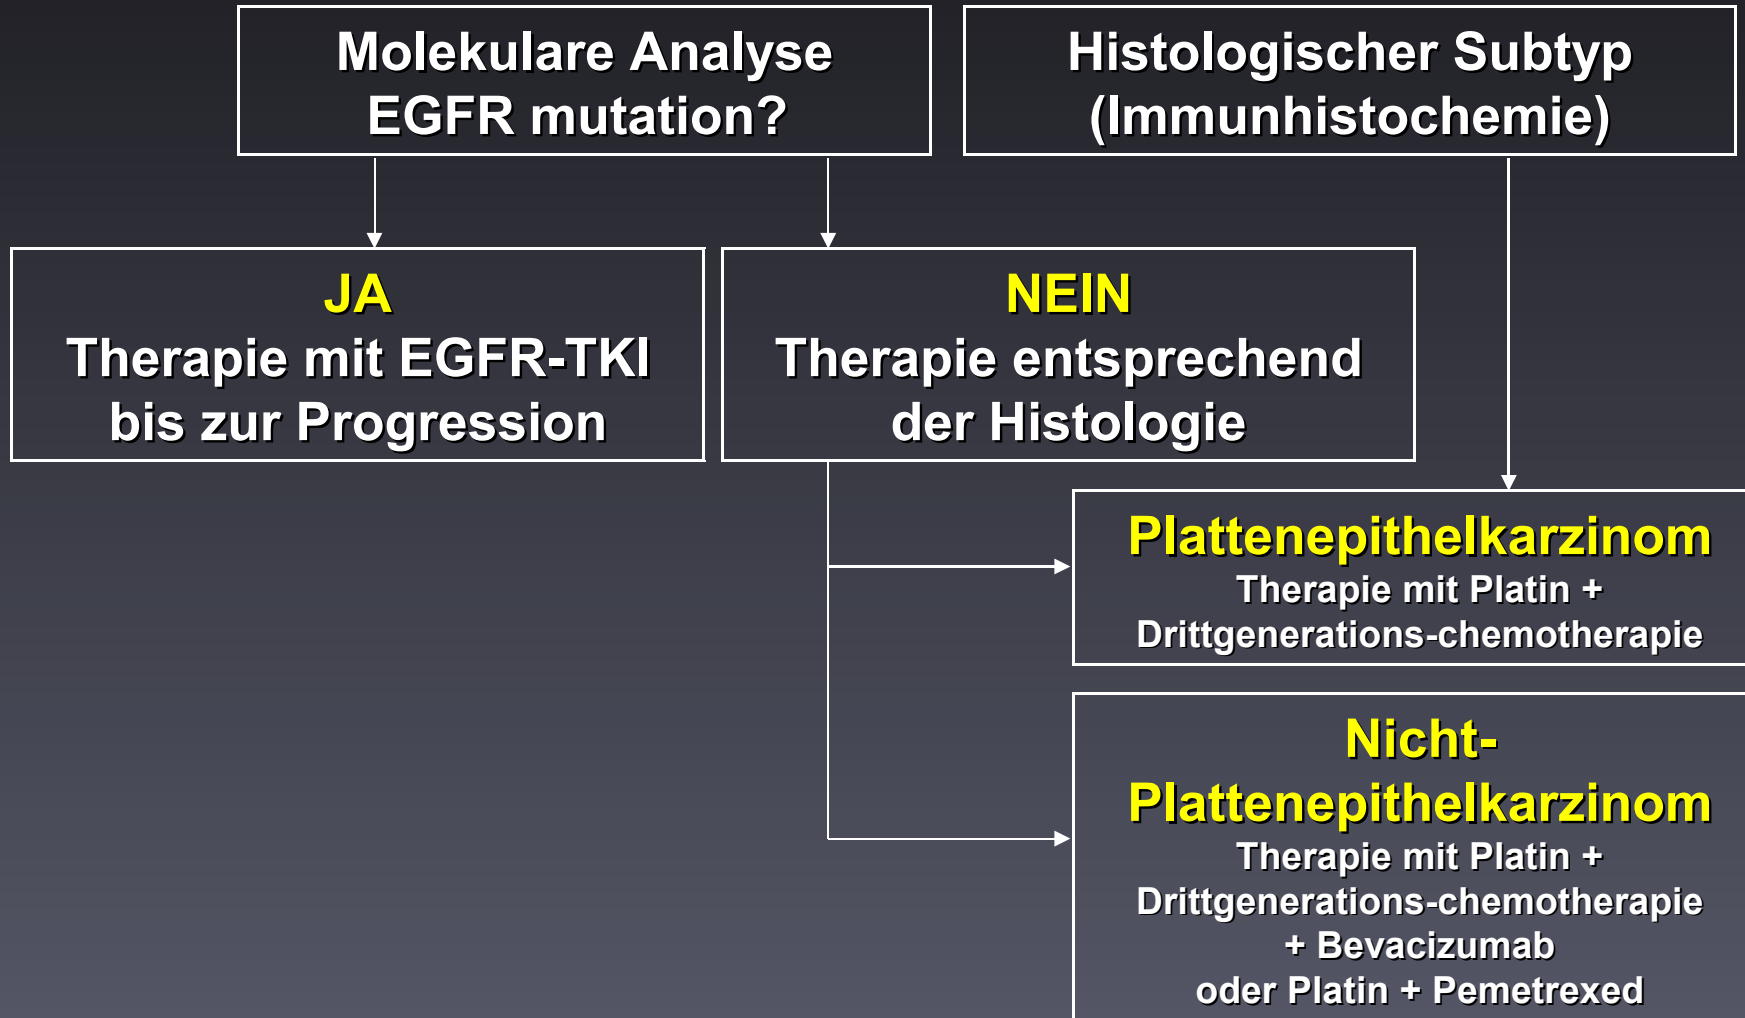 Molekulare Analyse
EGFR mutation?
Histologischer Subtyp
(Immunhistochemie)
JA
Therapie mit EGFR-TKI
bis zur Progression
NEIN
Therapie entsprechend
der Histologie
Plattenepithelkarzinom
Therapie mit Platin +
Drittgenerations-chemotherapie
Nicht-
Plattenepithelkarzinom
Therapie mit Platin +
Drittgenerations-chemotherapie
+ Bevacizumab
oder Platin + Pemetrexed